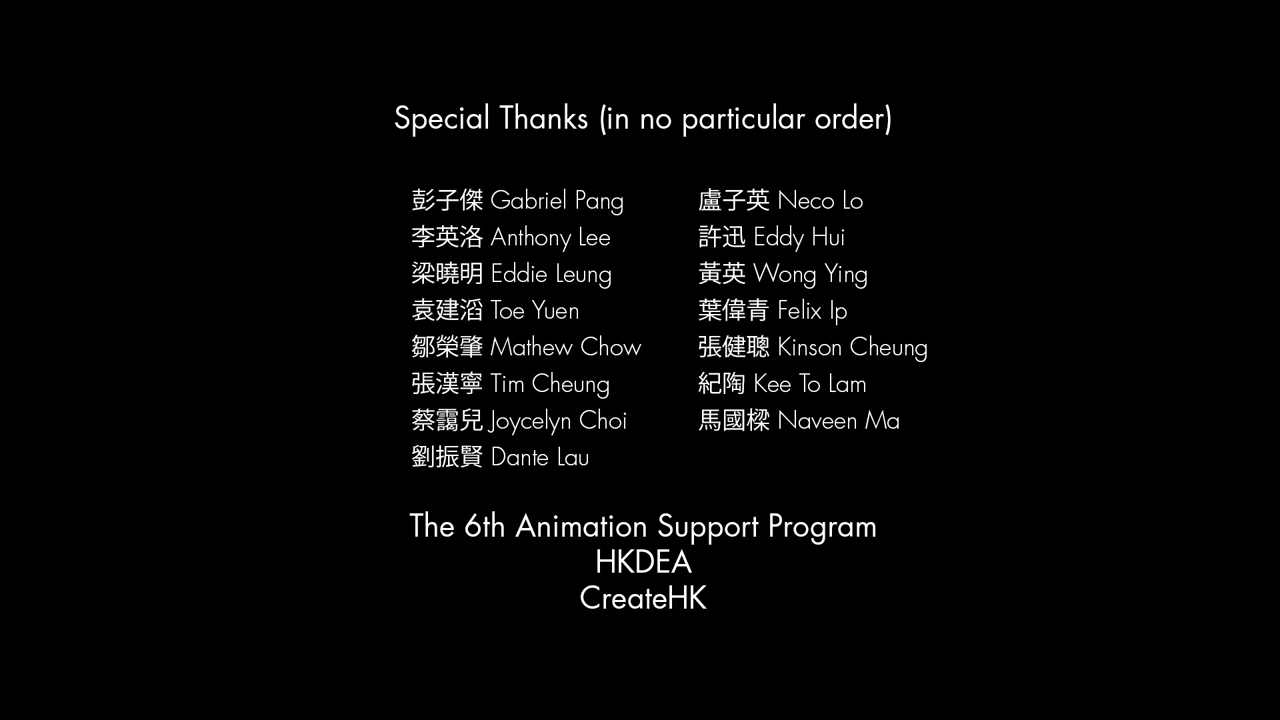 Special Thanks (in no particular order)
彭子傑 Gabriel Pang
李英洛 Anthony Lee
梁曉明 Eddie Leung
袁建滔 Toe Yuen
鄒榮肇 Mathew Chow
張漢寧 Tim Cheung
蔡靄兒 Joycelyn Choi
劉振賢 Dante Lau
盧子英 Neco Lo
許迅 Eddy Hui
黃英 Wong Ying
葉偉青 Felix Ip
張健聰 Kinson Cheung
紀陶 Kee To Lam
馬國樑 Naveen Ma
The 6th Animation Support Program
HKDEA
CreateHK